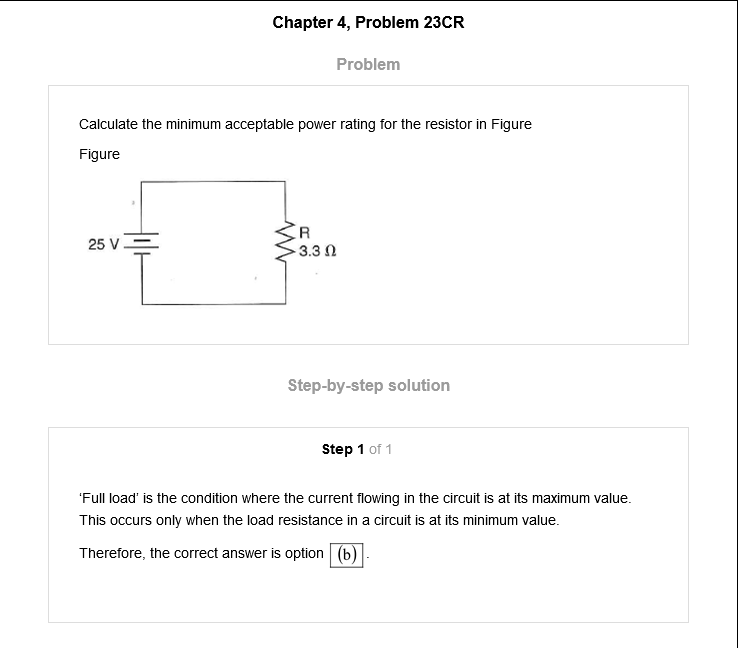 Chapter 4, Problem 23CR
Problem
Calculate the minimum acceptable power rating for the resistor in Figure
Figure
25 V
R
3.3 Ω
Step-by-step solution
Step 1 of 1
‘Full load’ is the condition where the current flowing in the circuit is at its maximum value.
This occurs only when the load resistance in a circuit is at its minimum value.
Therefore, the correct answer is option (b).